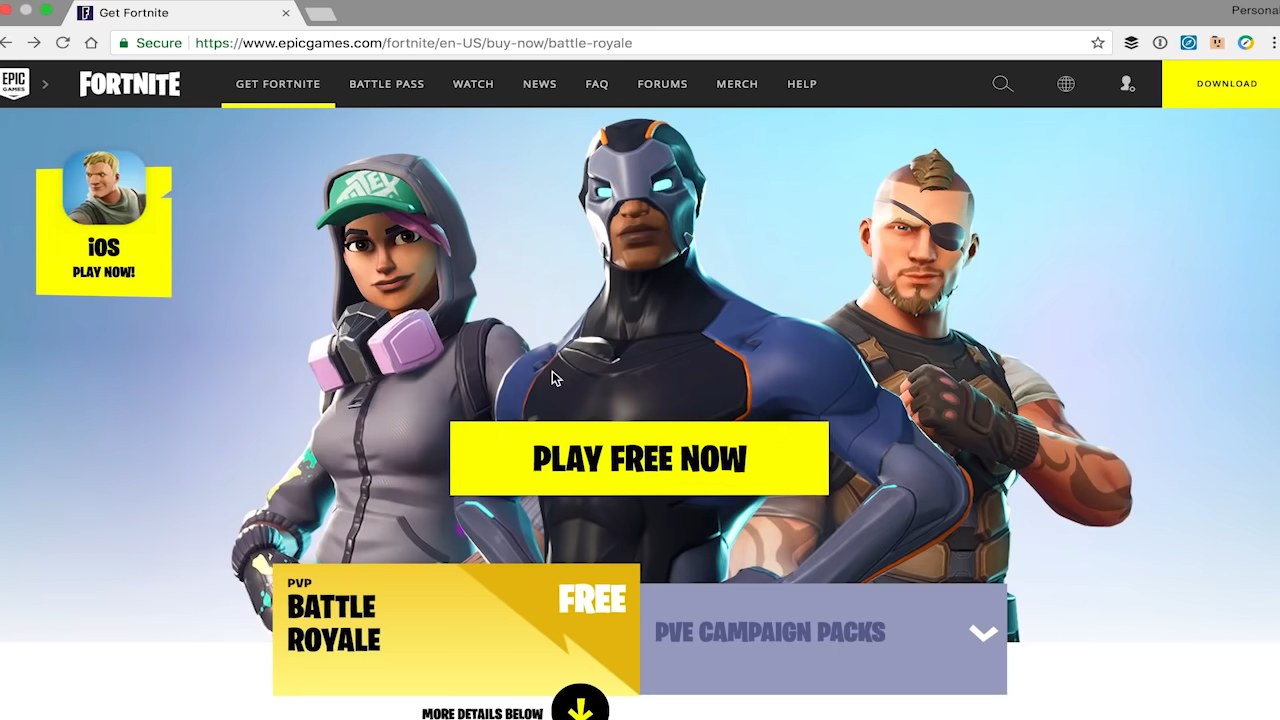 Get Fortnite
Persona
Secure
https://www.epicgames.com/fortnite/en-US/buy-now/battle-royale
EPIC
GAMES
FORTNITE
GET FORTNITE
BATTLE PASS
WATCH
NEWS
FAQ
FORUMS
MERCH
HELP
DOWNLOAD
iOS
PLAY NOW!
PLAY FREE NOW
PVP
BATTLE
ROYALE
FREE
PVE CAMPAIGN PACKS
MORE DETAILS BELOW